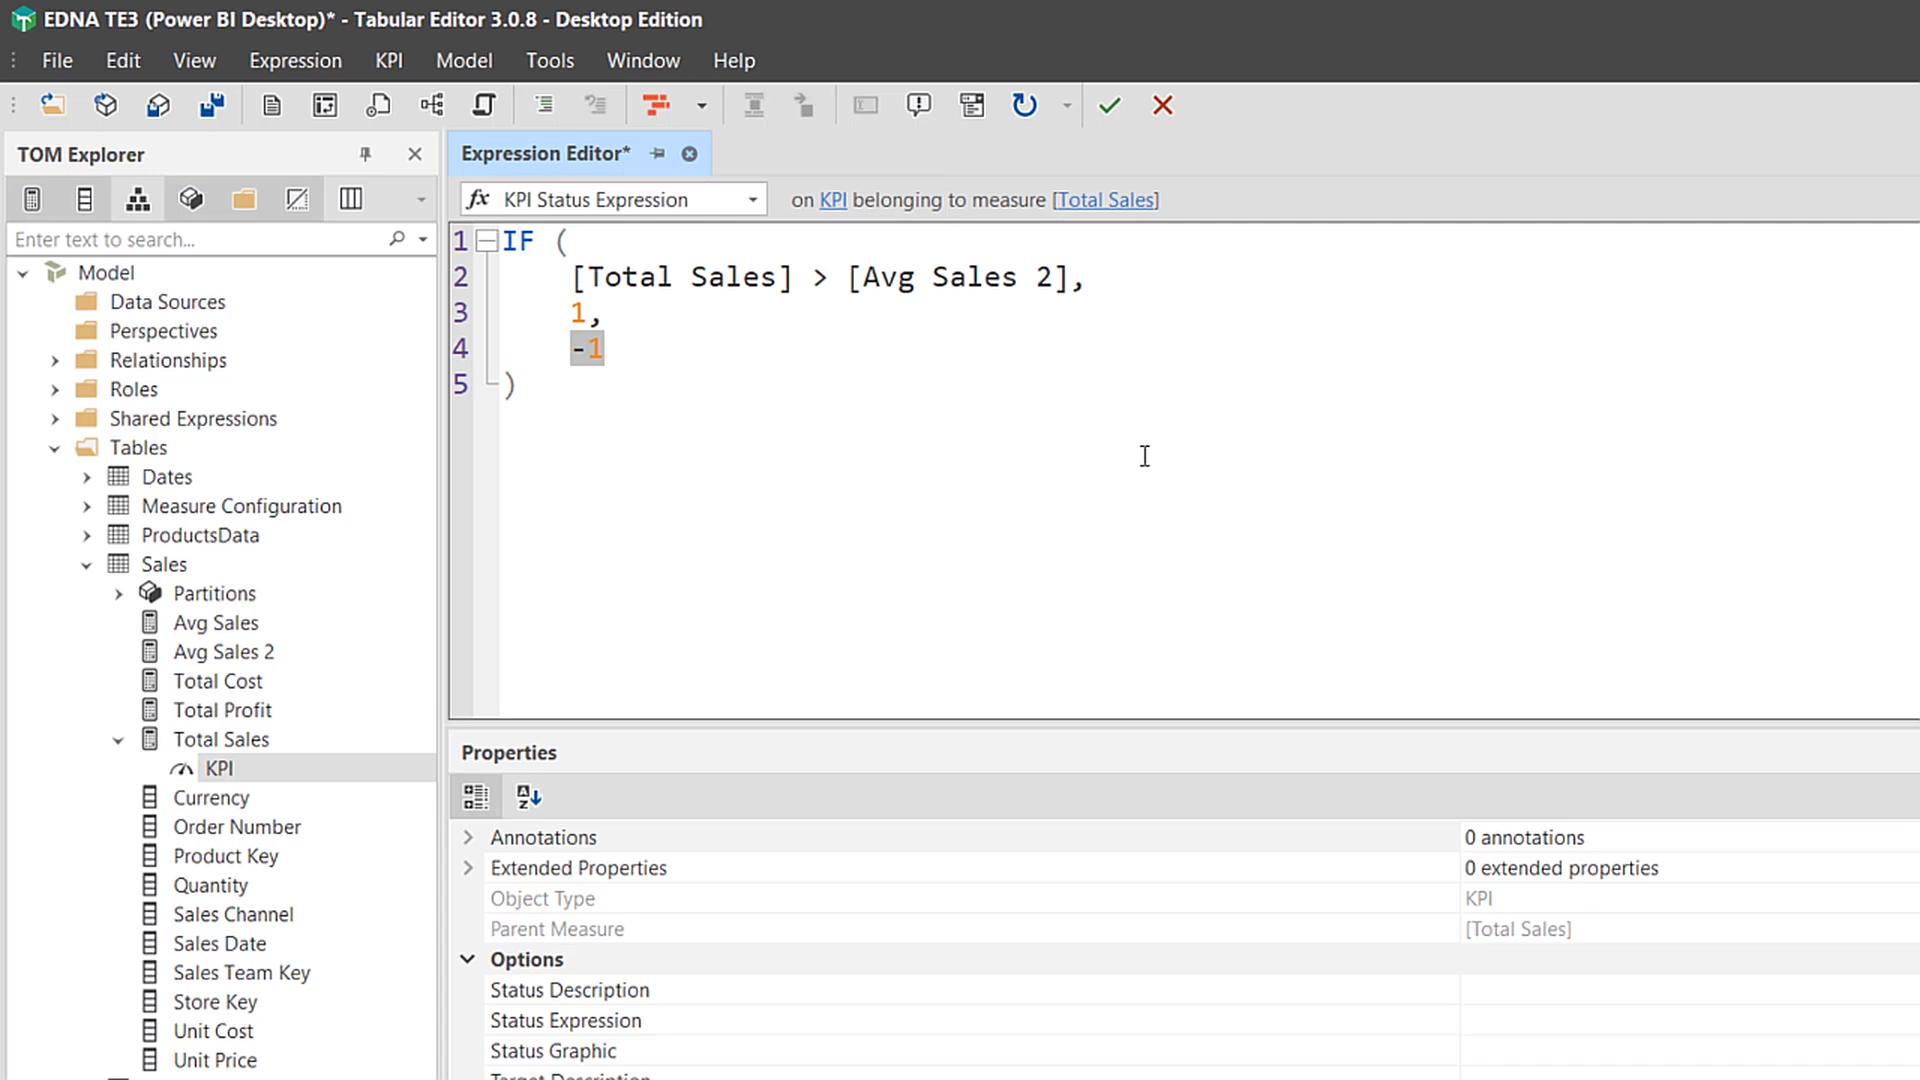 EDNA TE3 (Power BI Desktop)* - Tabular Editor 3.0.8 - Desktop Edition
File Edit View Expression KPI Model Tools Window Help
TOM Explorer
Enter text to search...
Model
Data Sources
Perspectives
Relationships
Roles
Shared Expressions
Tables
Dates
Measure Configuration
ProductsData
Sales
Partitions
Avg Sales
Avg Sales 2
Total Cost
Total Profit
Total Sales
KPI
Currency
Order Number
Product Key
Quantity
Sales Channel
Sales Date
Sales Team Key
Store Key
Unit Cost
Unit Price
Expression Editor*
fx KPI Status Expression on KPI belonging to measure [Total Sales]
1 IF (
2 [Total Sales] > [Avg Sales 2],
3 1,
4 -1
5 )
Properties
Annotations 0 annotations
Extended Properties 0 extended properties
Object Type KPI
Parent Measure [Total Sales]
Options
Status Description
Status Expression
Status Graphic
Target Description